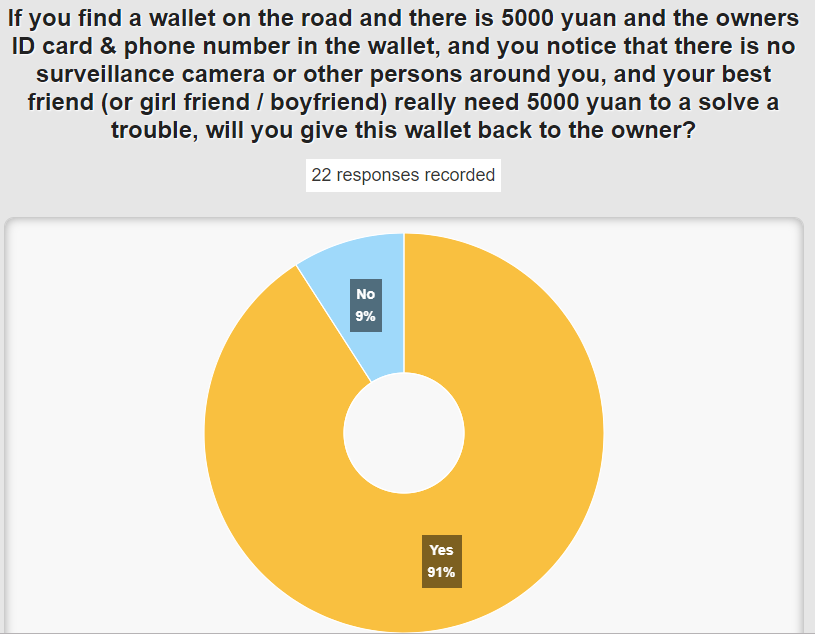 If you find a wallet on the road and there is 5000 yuan and the owners
ID card & phone number in the wallet, and you notice that there is no
surveillance camera or other persons around you, and your best
friend (or girl friend / boyfriend) really need 5000 yuan to a solve a
trouble, will you give this wallet back to the owner?
22 responses recorded
No
9%
Yes
91%